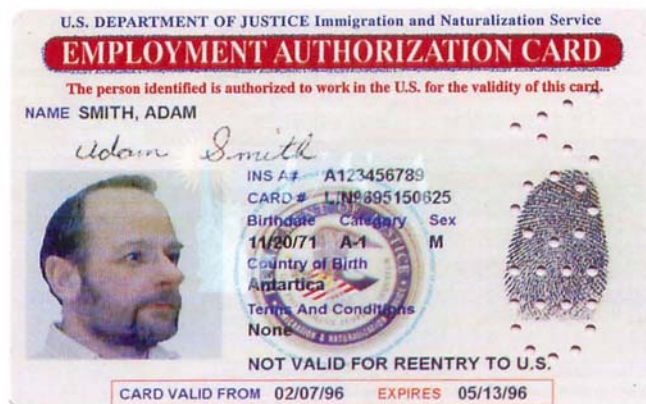 U.S. DEPARTMENT OF JUSTICE Immigration and Naturalization Service
EMPLOYMENT AUTHORIZATION CARD
The person identified is authorized to work in the U.S. for the validity of this card.
NAME SMITH, ADAM
Adam Smith
INS A# A123456789
CARD # LIN9695150625
Birthdate Category Sex
11/20/71 A-1 M
Country of Birth
Antartica
Terms And Conditions
None
NOT VALID FOR REENTRY TO U.S.
CARD VALID FROM 02/07/96 EXPIRES 05/13/96